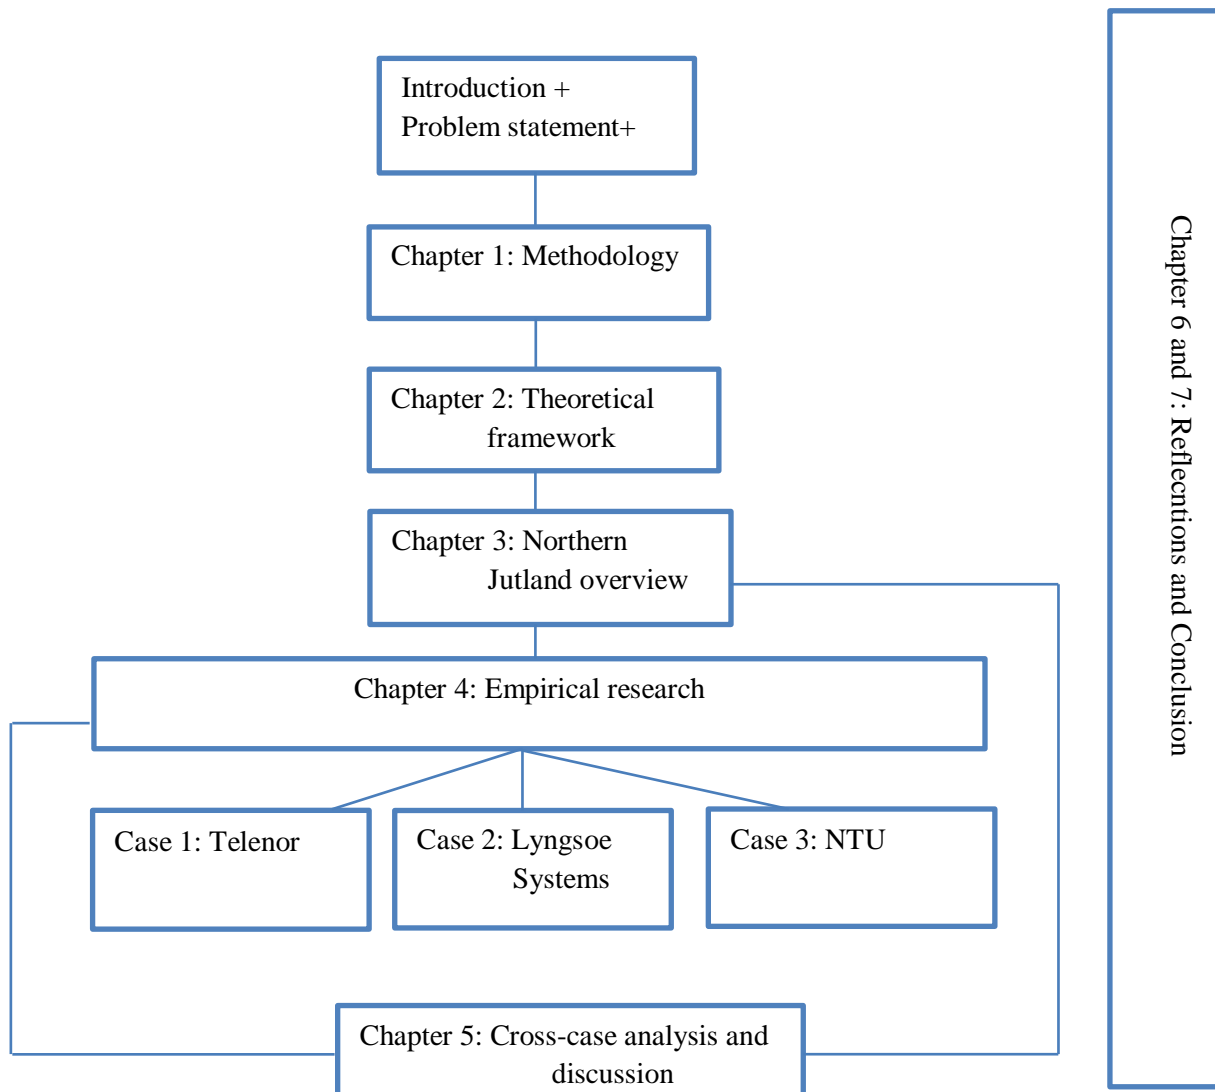 Introduction +
Problem statement+
Chapter 1: Methodology
Chapter 2: Theoretical
framework
Chapter 3: Northern
Jutland overview
Chapter 4: Empirical research
Case 1: Telenor
Case 2: Lyngsoe
Systems
Case 3: NTU
Chapter 5: Cross-case analysis and
discussion
Chapter 6 and 7: Reflecntions and Conclusion